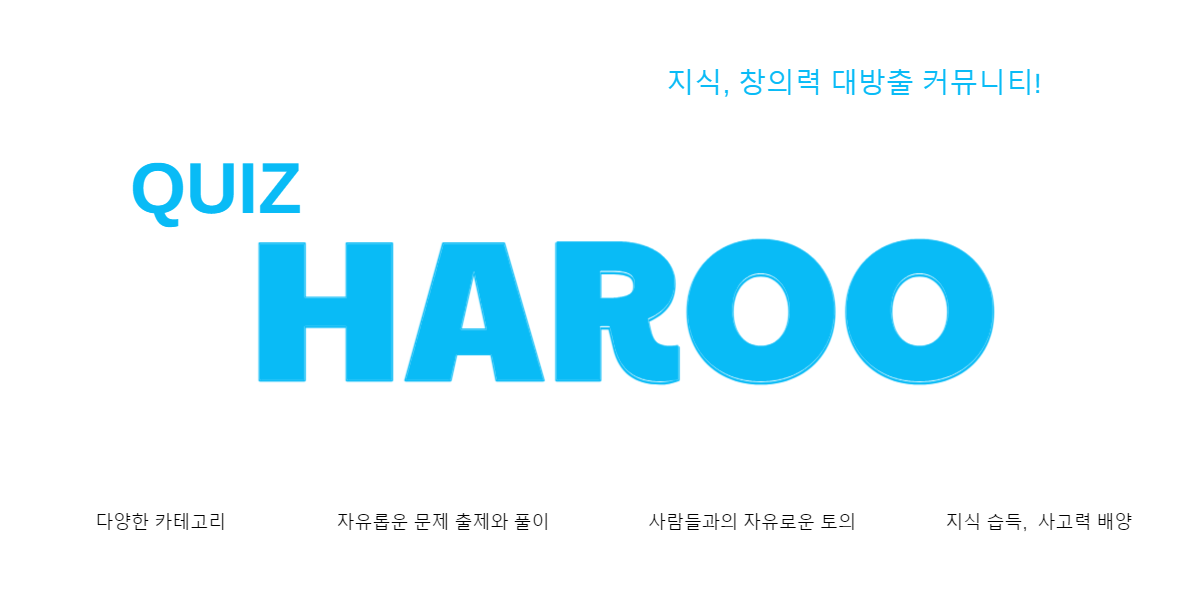 지식, 창의력 대방출 커뮤니티!
QUIZ
HAROO
다양한 카테고리
자유롭운 문제 출제와 풀이
사람들과의 자유로운 토의
지식 습득,  사고력 배양